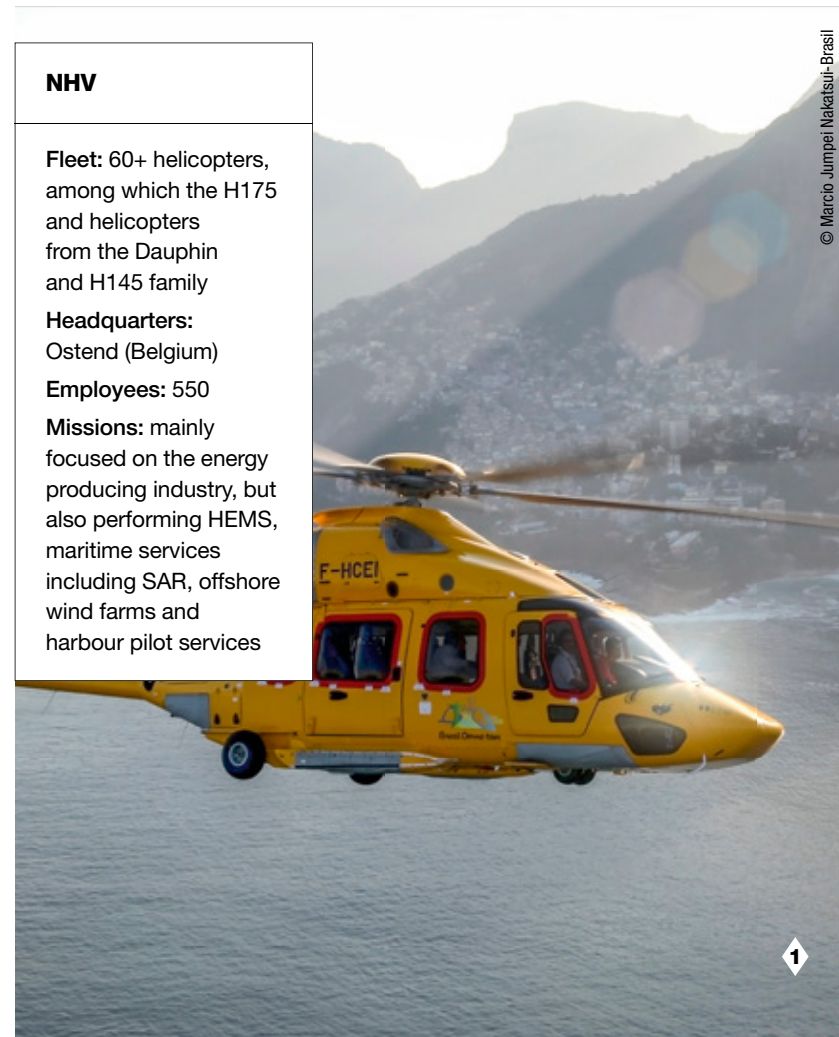 NHV
Fleet: 60+ helicopters,
among which the H175
and helicopters
from the Dauphin
and H145 family
Headquarters:
Ostend (Belgium)
Employees: 550
Missions: mainly
focused on the energy
producing industry, but
also performing HEMS,
maritime services
including SAR, offshore
wind farms and
harbour pilot services
© Marcio Jumpei Nakatsui-Brasil
F-HCEI
1